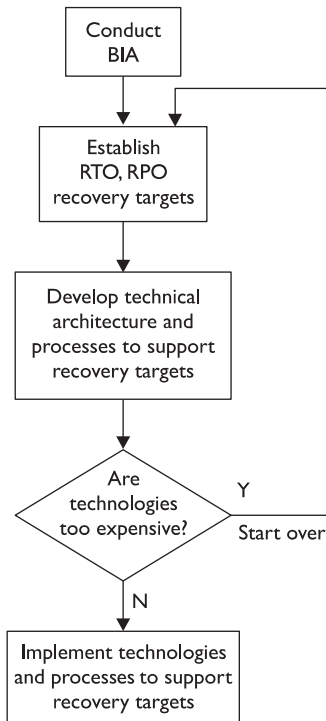 Conduct
BIA
Establish
RTO, RPO
recovery targets
Develop technical
architecture and
processes to support
recovery targets
Are
technologies
too expensive?
Y
Start over
N
Implement technologies
and processes to support
recovery targets